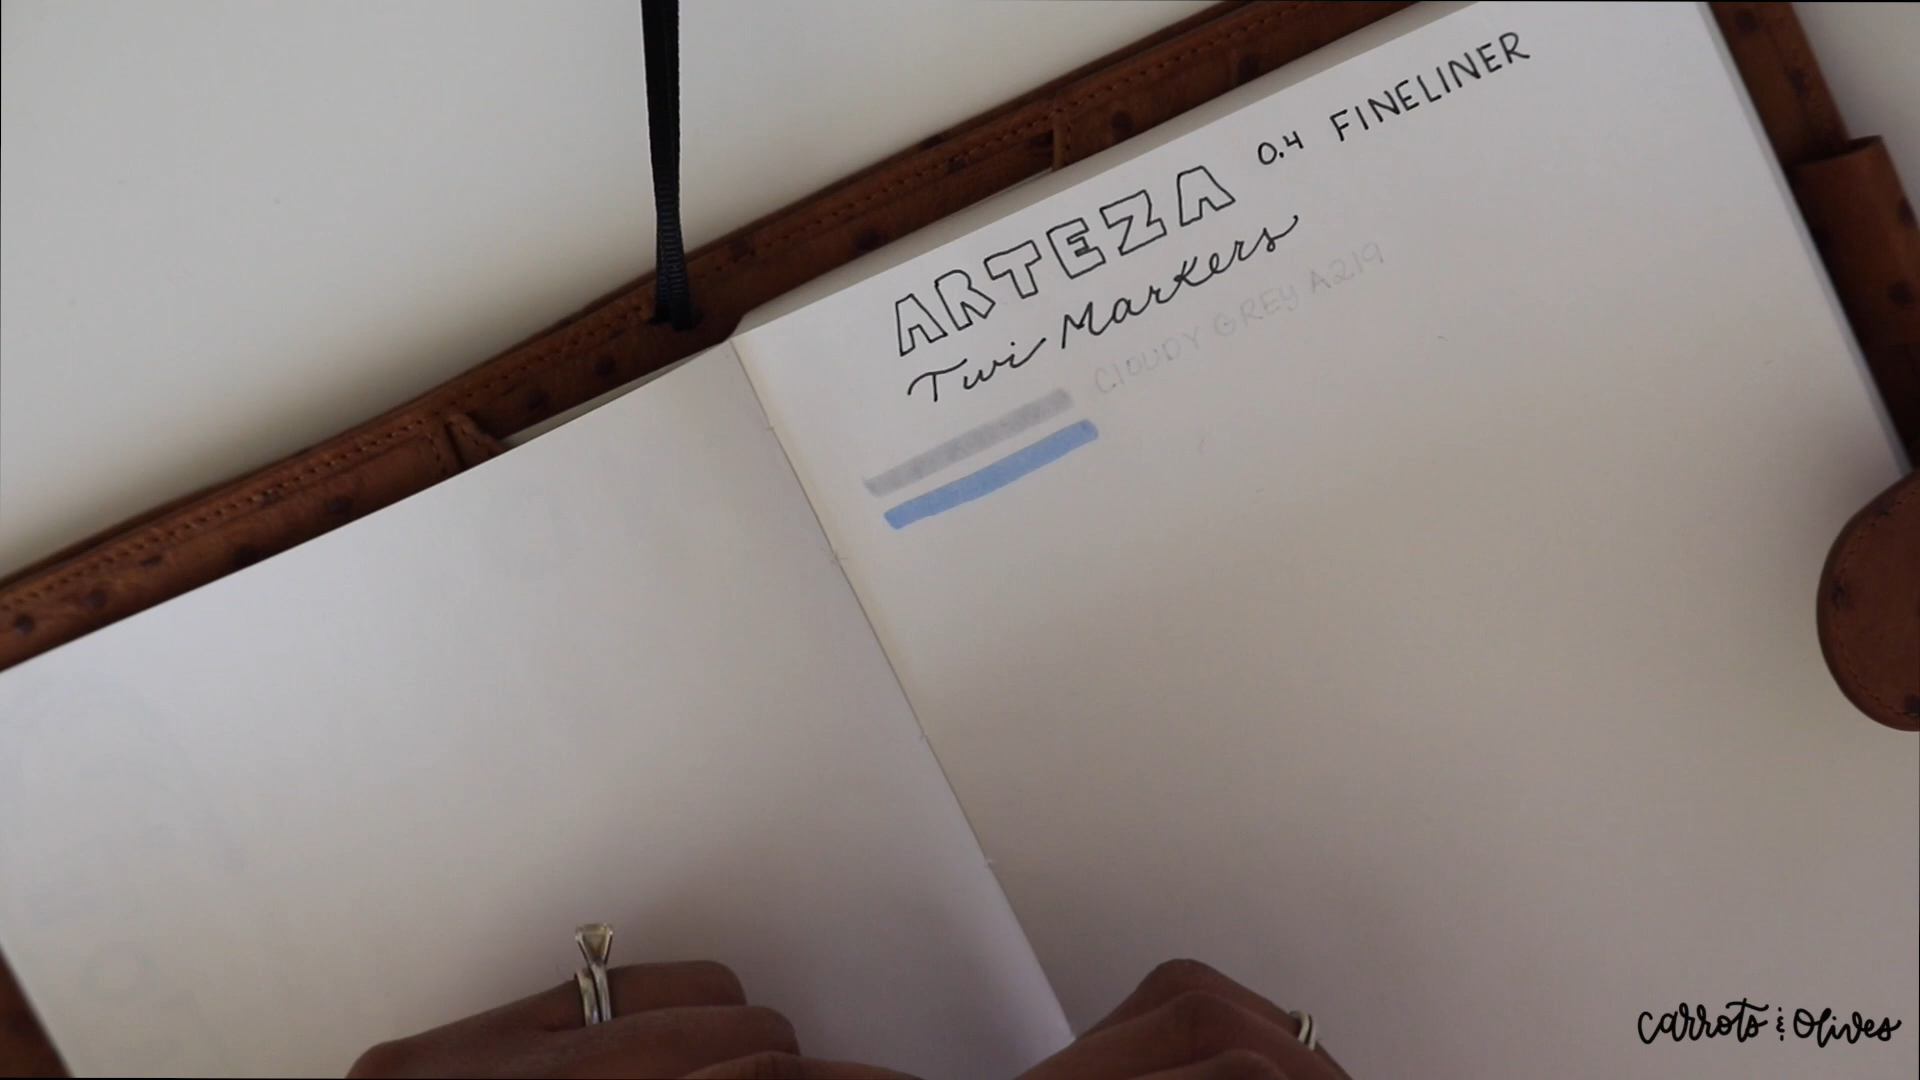 ARTEZA 0.4 FINELINER
Twi Markers
CLOUDY GREY A219
carrots & Olives